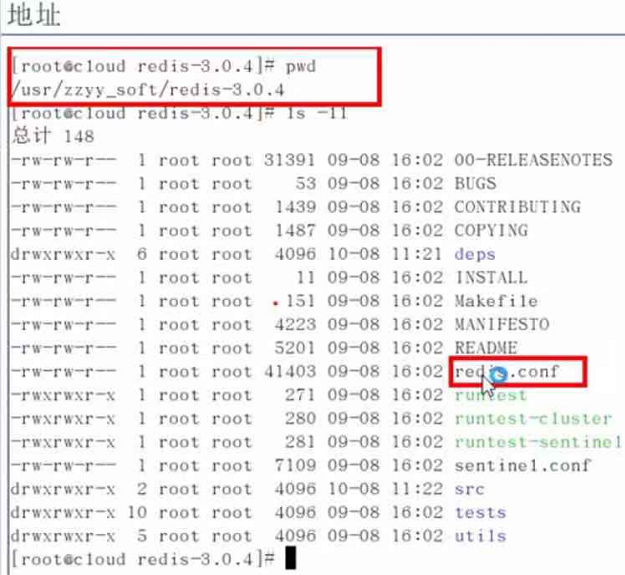 地址
[root@cloud redis-3.0.4]# pwd
/usr/zzyy_soft/redis-3.0.4
[root@cloud redis-3.0.4]# ls -ll
总计 148
-rw-rw-r-- 1 root root 31391 09-08 16:02 00-RELEASENOTES
-rw-rw-r-- 1 root root 53 09-08 16:02 BUGS
-rw-rw-r-- 1 root root 1439 09-08 16:02 CONTRIBUTING
-rw-rw-r-- 1 root root 1487 09-08 16:02 COPYING
drwxrwxr-x 6 root root 4096 10-08 11:21 deps
-rw-rw-r-- 1 root root 11 09-08 16:02 INSTALL
-rw-rw-r-- 1 root root 151 09-08 16:02 Makefile
-rw-rw-r-- 1 root root 4223 09-08 16:02 MANIFESTO
-rw-rw-r-- 1 root root 5201 09-08 16:02 README
-rw-rw-r-- 1 root root 41403 09-08 16:02 redis.conf
-rwxrwxr-x 1 root root 271 09-08 16:02 runtest
-rwxrwxr-x 1 root root 280 09-08 16:02 runtest-cluster
-rwxrwxr-x 1 root root 281 09-08 16:02 runtest-sentinel
-rw-rw-r-- 1 root root 7109 09-08 16:02 sentinel.conf
drwxrwxr-x 2 root root 4096 10-08 11:22 src
drwxrwxr-x 10 root root 4096 09-08 16:02 tests
drwxrwxr-x 5 root root 4096 09-08 16:02 utils
[root@cloud redis-3.0.4]#